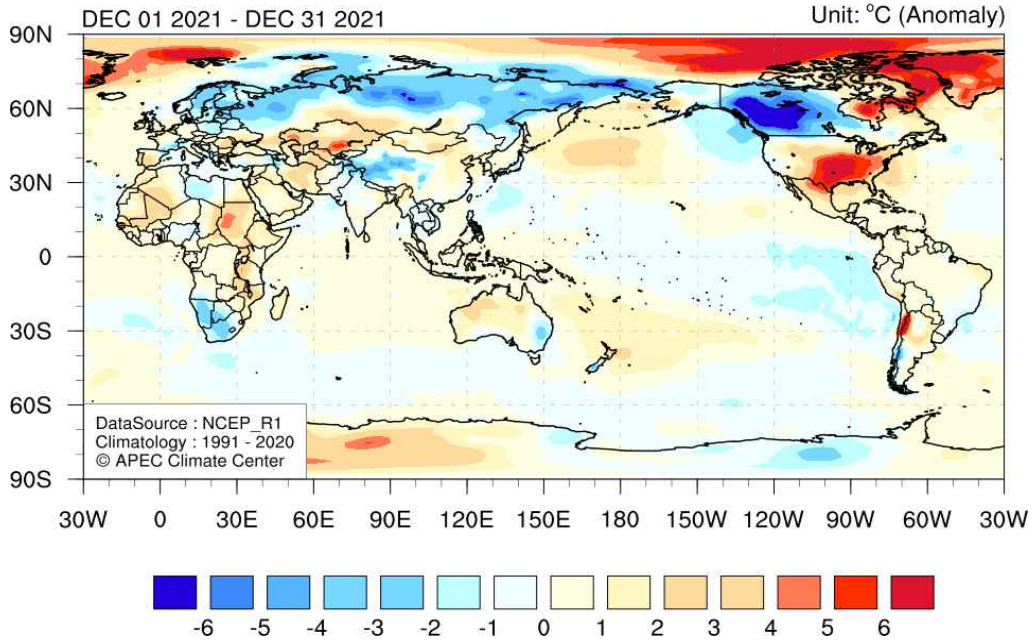 DEC 01 2021 - DEC 31 2021
Unit: °C (Anomaly)
90N
60N
30N
0
30S
60S
90S
DataSource : NCEP_R1
Climatology : 1991 - 2020
© APEC Climate Center
30W 0 30E 60E 90E 120E 150E 180 150W 120W 90W 60W 30W
-6 -5 -4 -3 -2 -1 0 1 2 3 4 5 6